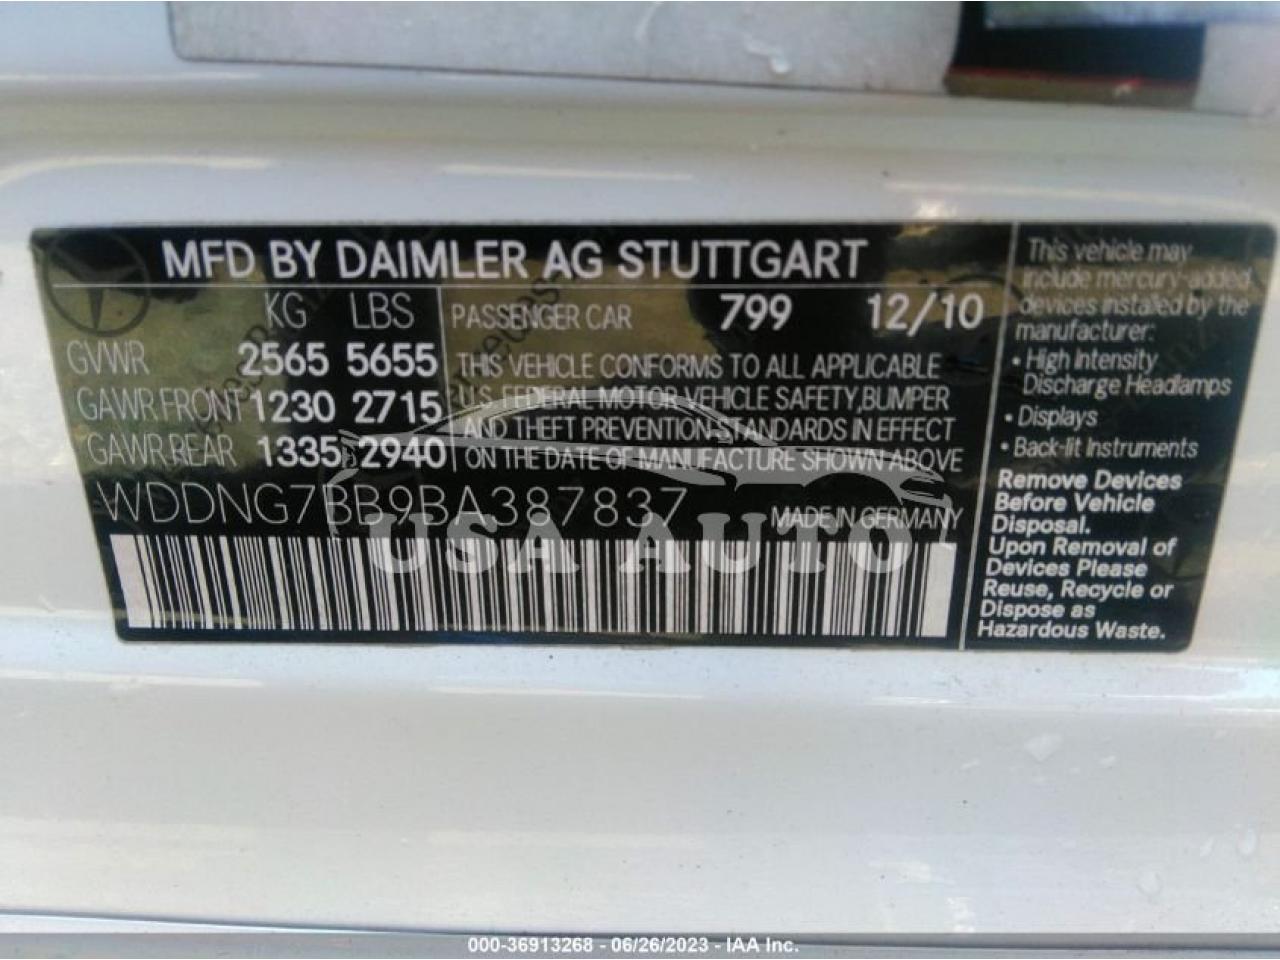 MFD BY DAIMLER AG STUTTGART
KG LBS
GVWR 2565 5655
GAWR FRONT 1230 2715
GAWR REAR 1335 2940
PASSENGER CAR 799 12/10
THIS VEHICLE CONFORMS TO ALL APPLICABLE
U.S. FEDERAL MOTOR VEHICLE SAFETY, BUMPER
AND THEFT PREVENTION STANDARDS IN EFFECT
ON THE DATE OF MANUFACTURE SHOWN ABOVE
WDDNG7BB9BA387837
MADE IN GERMANY
USA AUTO
This vehicle may
include mercury-added
devices installed by the
manufacturer:
• High Intensity
Discharge Headlamps
• Displays
• Back-lit Instruments
Remove Devices
Before Vehicle
Disposal.
Upon Removal of
Devices Please
Reuse, Recycle or
Dispose as
Hazardous Waste.
000-36913268 - 06/26/2023 - IAA Inc.